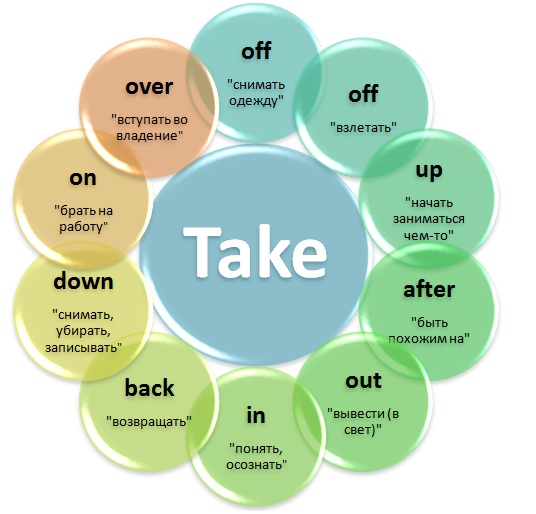 Take
off
"снимать
одежду"
off
"взлетать"
up
"начать
заниматься
чем-то"
after
"быть
похожим на"
out
"вывести (в
свет)"
in
"понять,
осознать"
back
"возвращать"
down
"снимать,
убирать,
записывать"
on
"брать на
работу"
over
"вступать во
владение"